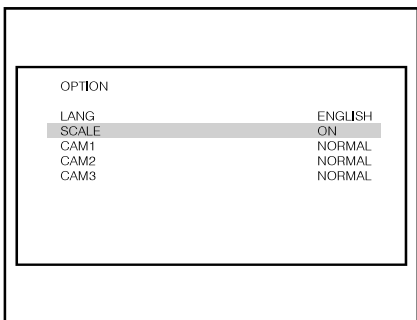 OPTION
LANG ENGLISH
SCALE ON
CAM1 NORMAL
CAM2 NORMAL
CAM3 NORMAL